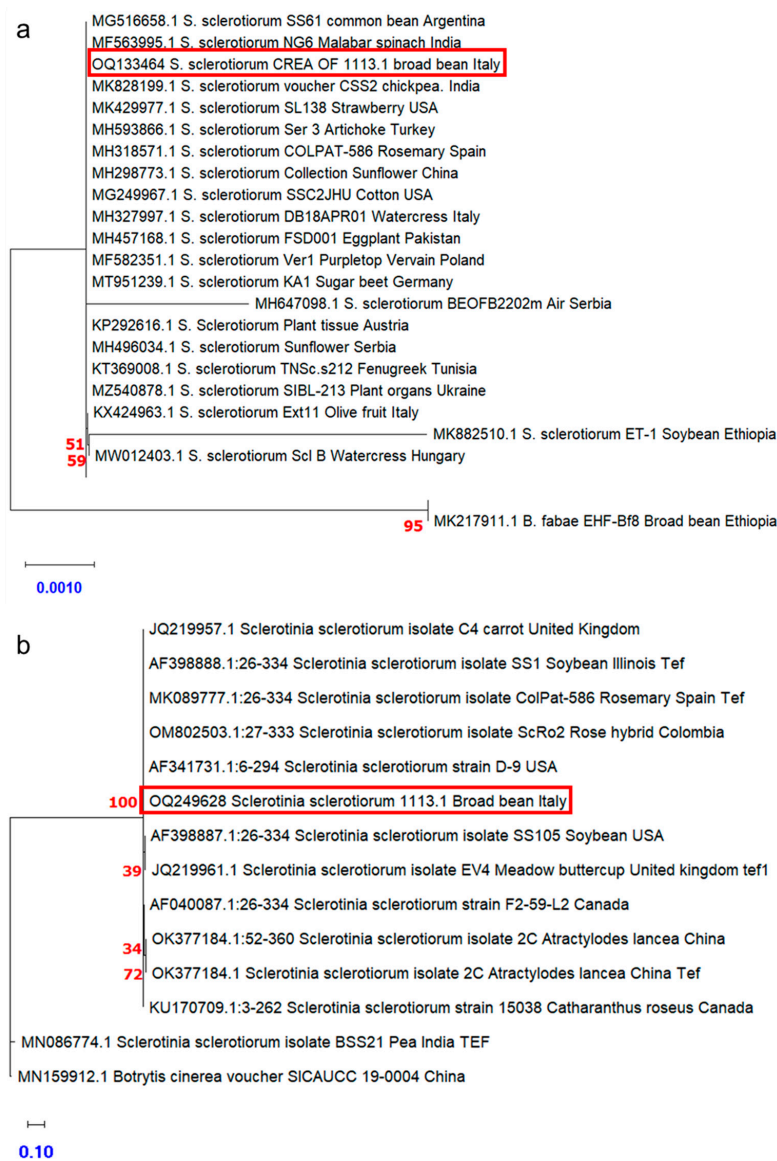 a
MG516658.1 S. sclerotiorum SS61 common bean Argentina
MF563995.1 S. sclerotiorum NG6 Malabar spinach India
OQ133464 S. sclerotiorum CREA OF 1113.1 broad bean Italy
MK828199.1 S. sclerotiorum voucher CSS2 chickpea. India
MK429977.1 S. sclerotiorum SL138 Strawberry USA
MH593866.1 S. sclerotiorum Ser 3 Artichoke Turkey
MH318571.1 S. sclerotiorum COLPAT-586 Rosemary Spain
MH298773.1 S. sclerotiorum Collection Sunflower China
MG249967.1 S. sclerotiorum SSC2JHU Cotton USA
MH327997.1 S. sclerotiorum DB18APR01 Watercress Italy
MH457168.1 S. sclerotiorum FSD001 Eggplant Pakistan
MF582351.1 S. sclerotiorum Ver1 Purpletop Vervain Poland
MT951239.1 S. sclerotiorum KA1 Sugar beet Germany
MH647098.1 S. sclerotiorum BEOFB2202m Air Serbia
KP292616.1 S. Sclerotiorum Plant tissue Austria
MH496034.1 S. sclerotiorum Sunflower Serbia
KT369008.1 S. sclerotiorum TNSc.s212 Fenugreek Tunisia
MZ540878.1 S. sclerotiorum SIBL-213 Plant organs Ukraine
KX424963.1 S. sclerotiorum Ext11 Olive fruit Italy
51
MK882510.1 S. sclerotiorum ET-1 Soybean Ethiopia
59
MW012403.1 S. sclerotiorum Scl B Watercress Hungary
95
MK217911.1 B. fabae EHF-Bf8 Broad bean Ethiopia
0.0010
b
JQ219957.1 Sclerotinia sclerotiorum isolate C4 carrot United Kingdom
AF398888.1:26-334 Sclerotinia sclerotiorum isolate SS1 Soybean Illinois Tef
MK089777.1:26-334 Sclerotinia sclerotiorum isolate ColPat-586 Rosemary Spain Tef
OM802503.1:27-333 Sclerotinia sclerotiorum isolate ScRo2 Rose hybrid Colombia
AF341731.1:6-294 Sclerotinia sclerotiorum strain D-9 USA
100
OQ249628 Sclerotinia sclerotiorum 1113.1 Broad bean Italy
AF398887.1:26-334 Sclerotinia sclerotiorum isolate SS105 Soybean USA
39
JQ219961.1 Sclerotinia sclerotiorum isolate EV4 Meadow buttercup United kingdom tef1
AF040087.1:26-334 Sclerotinia sclerotiorum strain F2-59-L2 Canada
34
OK377184.1:52-360 Sclerotinia sclerotiorum isolate 2C Atractylodes lancea China
72
OK377184.1 Sclerotinia sclerotiorum isolate 2C Atractylodes lancea China Tef
KU170709.1:3-262 Sclerotinia sclerotiorum strain 15038 Catharanthus roseus Canada
MN086774.1 Sclerotinia sclerotiorum isolate BSS21 Pea India TEF
MN159912.1 Botrytis cinerea voucher SICAUCC 19-0004 China
0.10